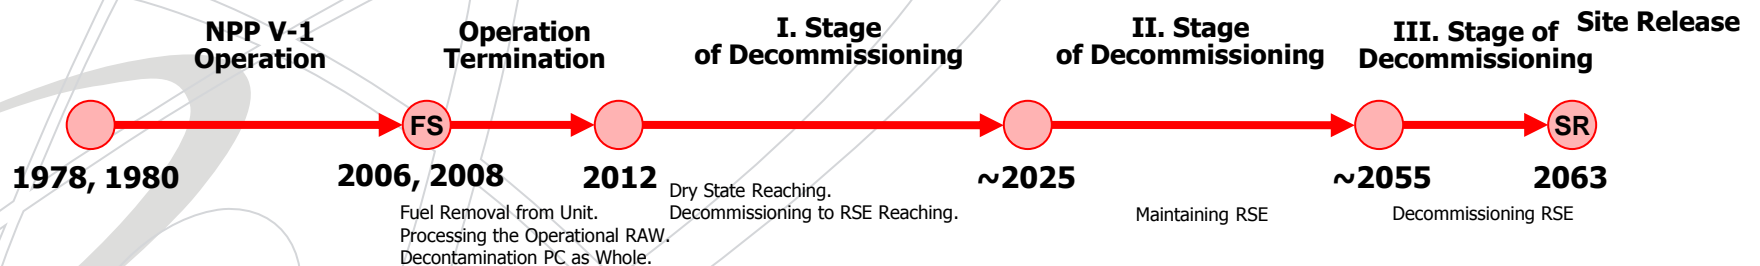 NPP V-1
Operation
Operation
Termination
I. Stage
of Decommissioning
II. Stage
of Decommissioning
III. Stage of
Decommissioning
Site Release
FS
SR
1978, 1980
2006, 2008
2012
~2025
~2055
2063
Fuel Removal from Unit.
Processing the Operational RAW.
Decontamination PC as Whole.
Dry State Reaching.
Decommissioning to RSE Reaching.
Maintaining RSE
Decommissioning RSE